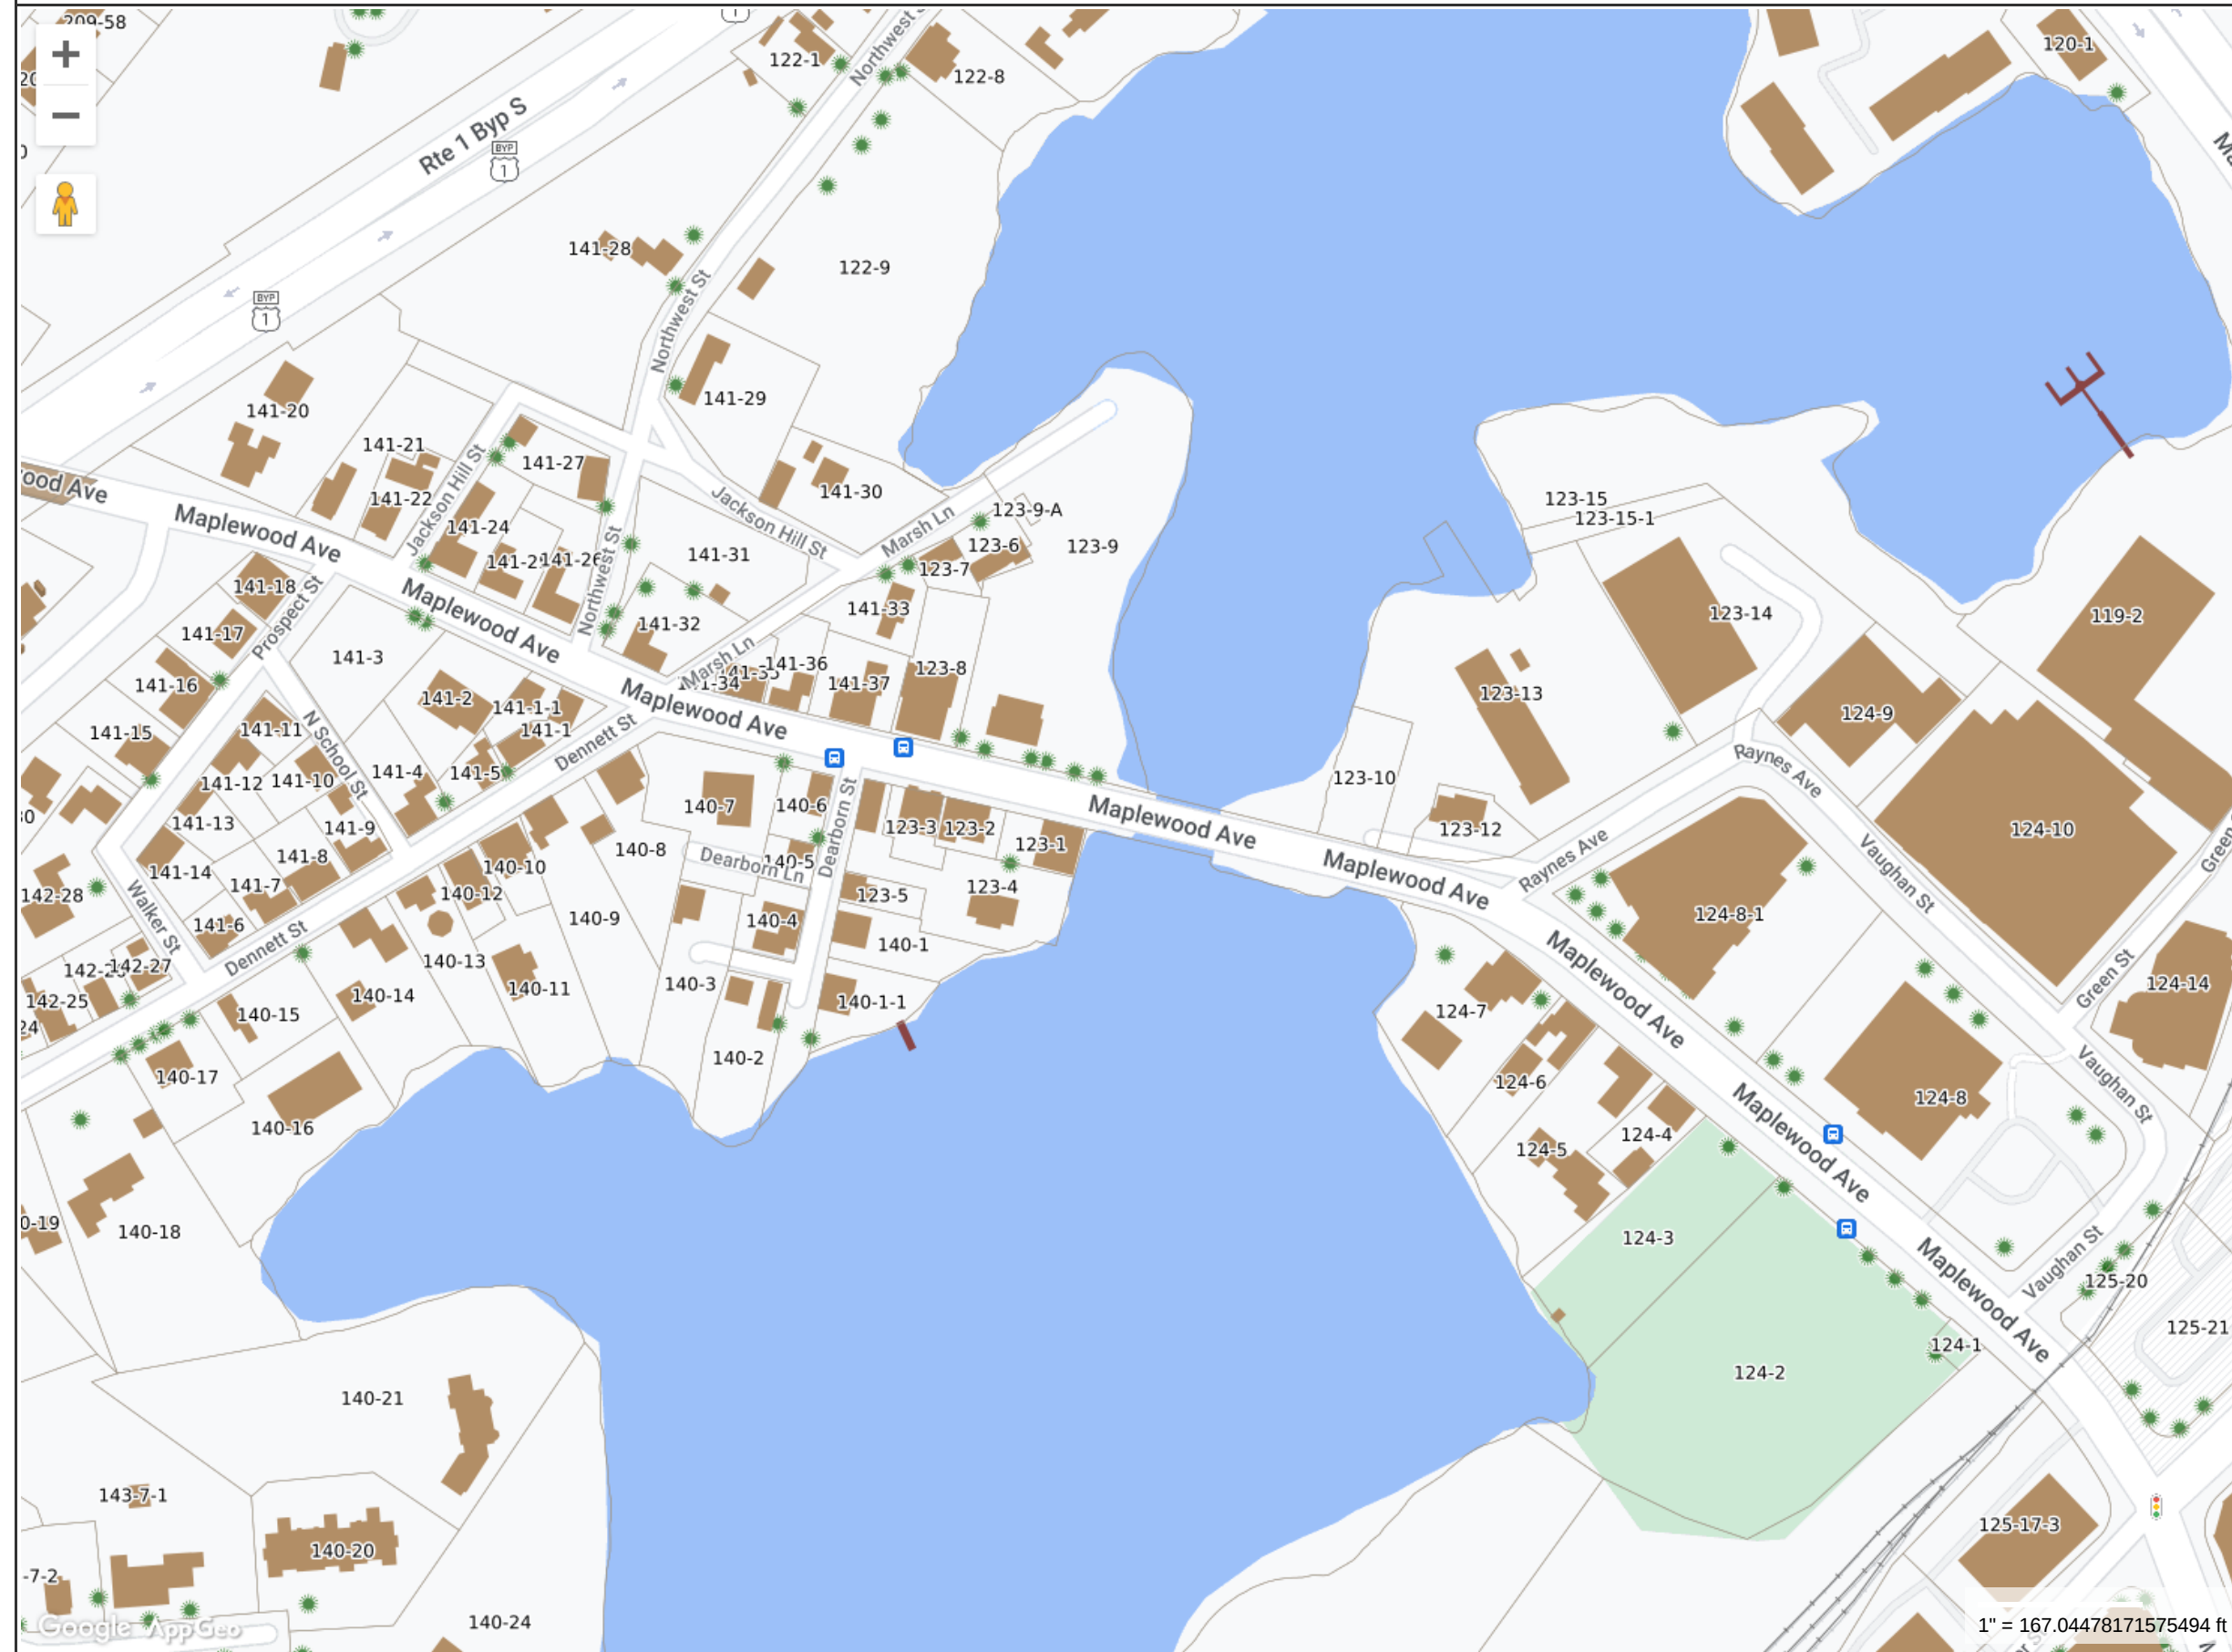 209-58
+
−
Rte 1 Byp S
BYP
1
BYP
1
1
122-1
Northwest
122-8
120-1
141-28
122-9
Northwest St
141-29
141-20
141-21
141-22
Jackson Hill St
141-27
141-24
141-26
Northwest St
141-30
Jackson Hill St
Marsh Ln
123-9-A
123-6
123-7
123-9
141-31
141-33
141-32
Marsh Ln
141-36
141-37
123-8
123-15
123-15-1
123-14
123-13
119-2
124-9
124-10
Raynes Ave
Raynes Ave
Vaughan St
Green
ood Ave
Maplewood Ave
Maplewood Ave
Maplewood Ave
Maplewood Ave
Maplewood Ave
141-18
Prospect St
141-17
141-16
141-15
141-3
141-2
141-1-1
141-1
Dennett St
141-11
N School St
141-12
141-10
141-4
141-5
141-13
141-9
141-14
141-8
141-7
141-6
Walker St
Dennett St
142-28
142-27
142-25
24
140-7
140-6
140-5
Dearborn St
Dearborn Ln
140-8
140-10
140-12
140-9
140-13
140-11
140-14
140-15
140-17
140-16
140-18
0-19
140-4
140-3
140-2
140-1
140-1-1
123-3
123-2
123-1
123-5
123-4
123-10
123-12
124-8-1
124-7
124-6
124-5
124-4
124-3
124-2
124-1
Maplewood Ave
Maplewood Ave
Maplewood Ave
124-8
Green St
124-14
Vaughan St
Vaughan St
125-20
125-21
125-17-3
140-21
143-7-1
140-20
-7-2
140-24
Google AppGeo
1" = 167.04478171575494 ft